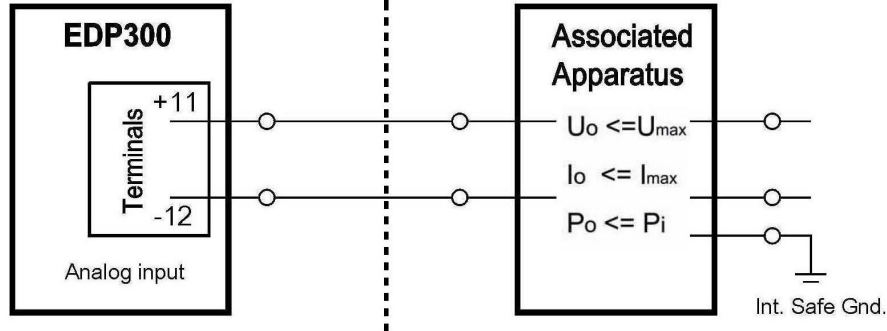 EDP300
Terminals
+11
-12
Analog input
Associated
Apparatus
Uo <=Umax
Io <= Imax
Po <= Pi
Int. Safe Gnd.